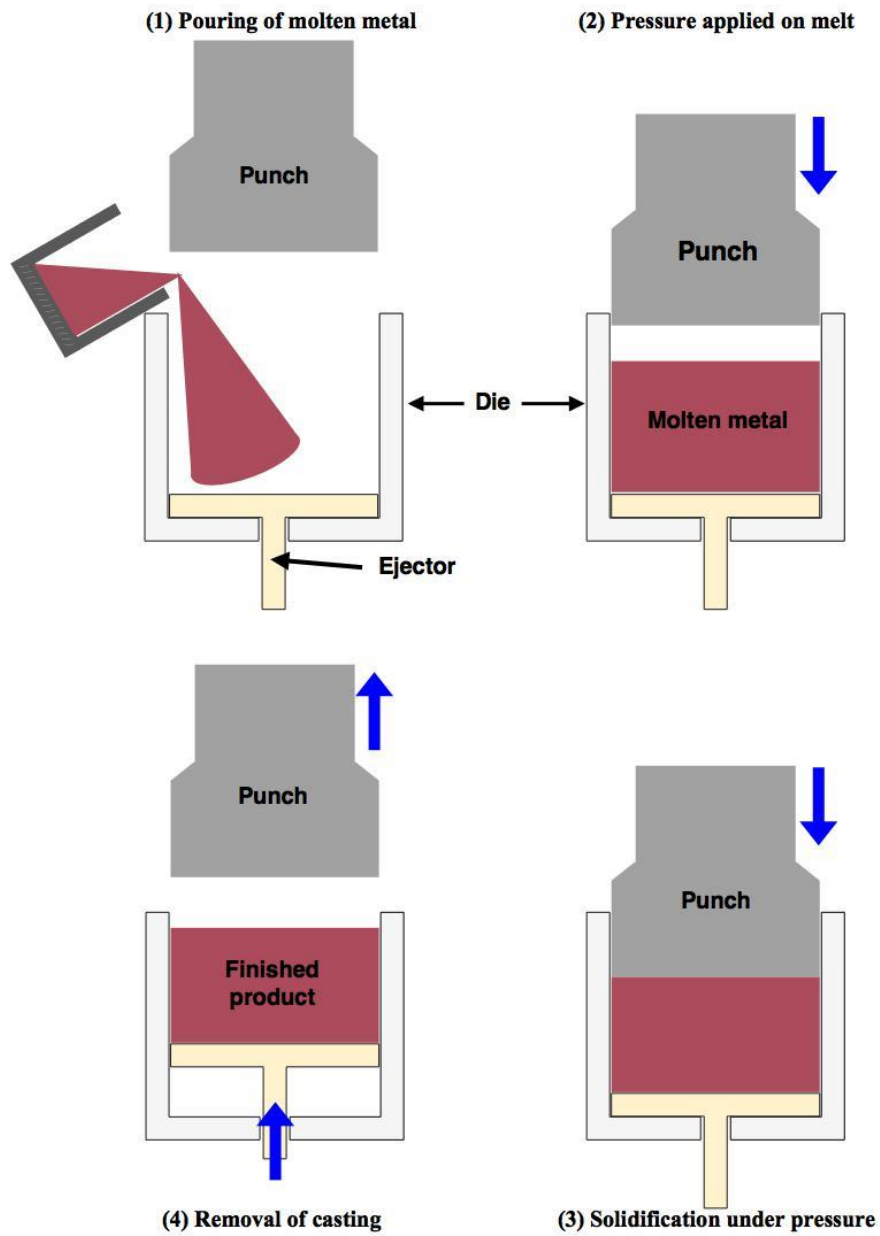 (1) Pouring of molten metal
(2) Pressure applied on melt
Punch
Punch
Die
Molten metal
Ejector
Punch
Punch
Finished
product
(4) Removal of casting
(3) Solidification under pressure